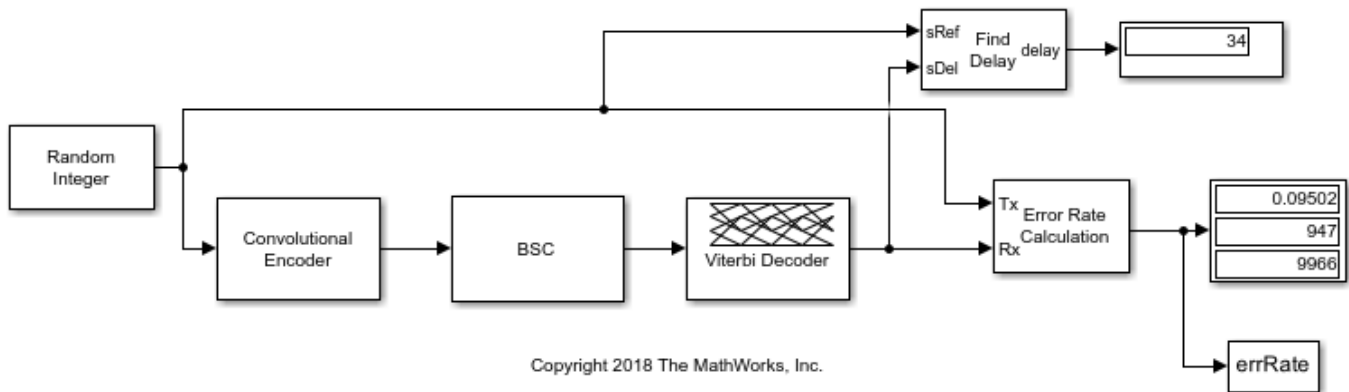 sRef
Find
Delay
delay
sDel
34
Random
Integer
Convolutional
Encoder
BSC
Viterbi Decoder
Tx
Error Rate
Calculation
Rx
0.09502
947
9966
Copyright 2018 The MathWorks, Inc.
errRate